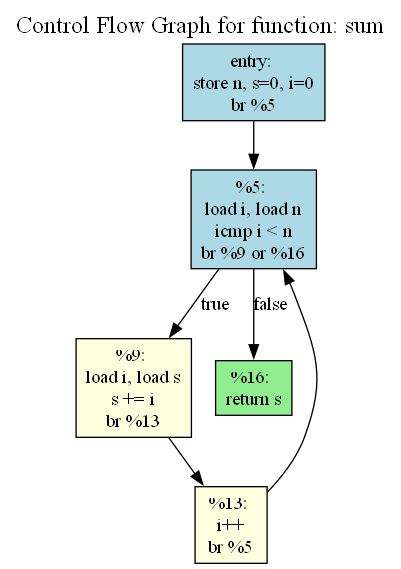 Control Flow Graph for function: sum
entry:
store n, s=0, i=0
br %5
%5:
load i, load n
icmp i < n
br %9 or %16
true
false
%9:
load i, load s
s += i
br %13
%16:
return s
%13:
i++
br %5